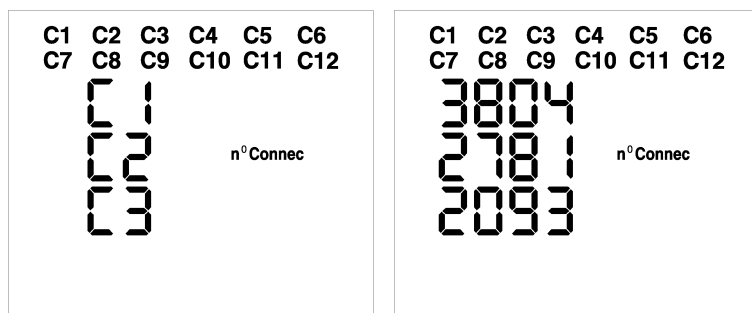 C1 C2 C3 C4 C5 C6
C7 C8 C9 C10 C11 C12
C1
C2
n⁰Connec
C3
C1 C2 C3 C4 C5 C6
C7 C8 C9 C10 C11 C12
3804
2781
n⁰Connec
2093